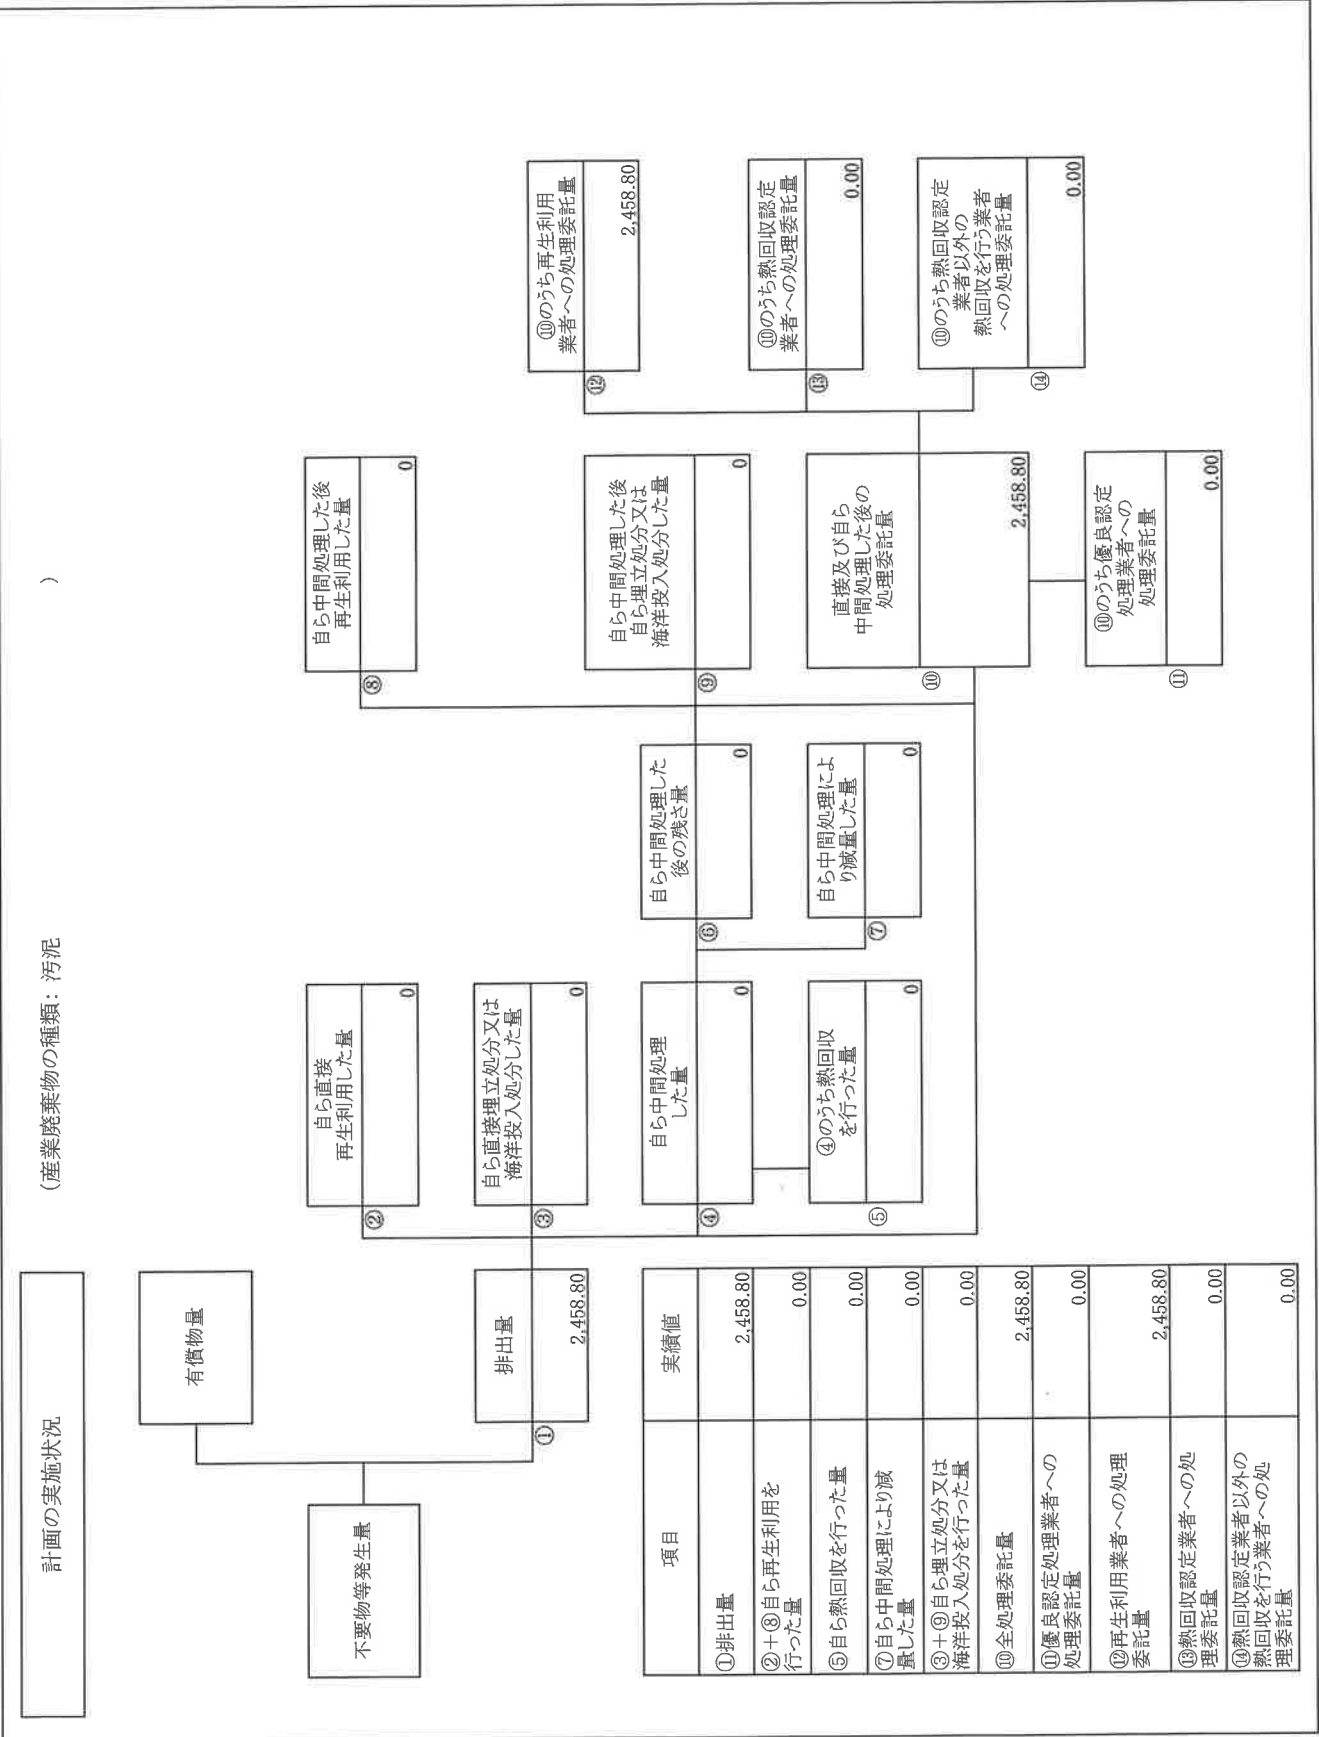 計画の実施状況
(産業廃棄物の種類: 汚泥 )
不要物等発生量
有償物量
排出量
①
2,458.80
自ら直接
再生利用した量
②
0
自ら直接埋立処分又は
海洋投入処分した量
③
0
自ら中間処理
した量
④
0
④のうち熱回収
を行った量
⑤
0
自ら中間処理した
後の残さ量
⑥
0
自ら中間処理によ
り減量した量
⑦
0
自ら中間処理した後
再生利用した量
⑧
0
自ら中間処理した後
自ら埋立処分又は
海洋投入処分した量
⑨
0
直接及び自ら
中間処理した後の
処理委託量
⑩
2,458.80
⑩のうち優良認定
処理業者への
処理委託量
⑪
0.00
⑩のうち再生利用
業者への処理委託量
⑫
2,458.80
⑩のうち熱回収認定
業者への処理委託量
⑬
0.00
⑩のうち熱回収認定
業者以外の
熱回収を行う業者
への処理委託量
⑭
0.00
項目 実績値
①排出量 2,458.80
②+⑧自ら再生利用を
行った量 0.00
⑤自ら熱回収を行った量 0.00
⑦自ら中間処理により減
量した量 0.00
③+⑨自ら埋立処分又は
海洋投入処分を行った量 0.00
⑩全処理委託量 2,458.80
⑪優良認定処理業者への
処理委託量 0.00
⑫再生利用業者への処理
委託量 2,458.80
⑬熱回収認定業者への処
理委託量 0.00
⑭熱回収認定業者以外の
熱回収を行う業者への処
理委託量 0.00